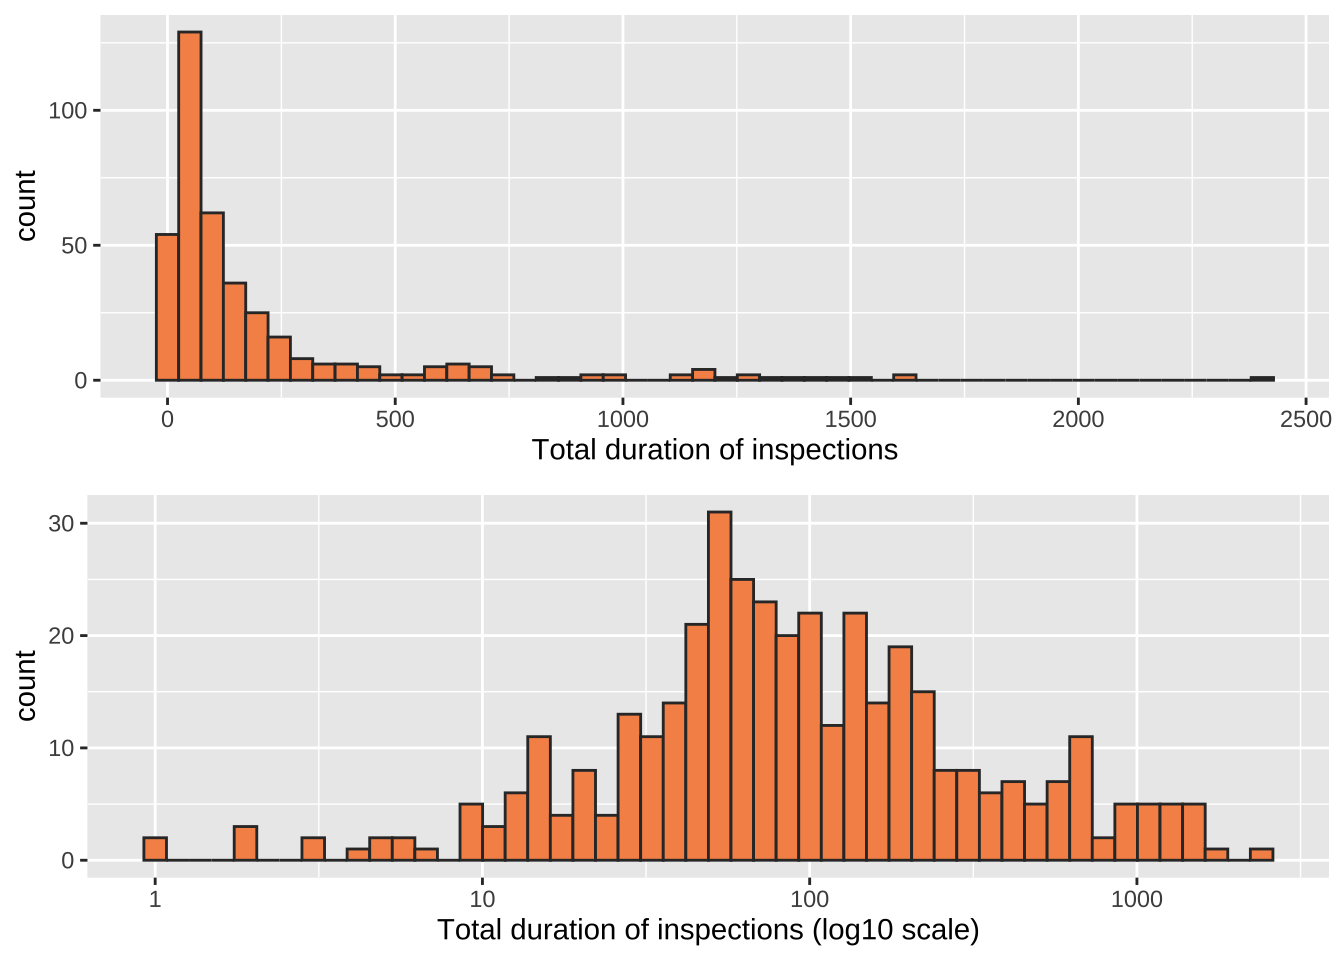 100
50
0
count
0 500 1000 1500 2000 2500
Total duration of inspections
30
20
10
0
count
1 10 100 1000
Total duration of inspections (log10 scale)